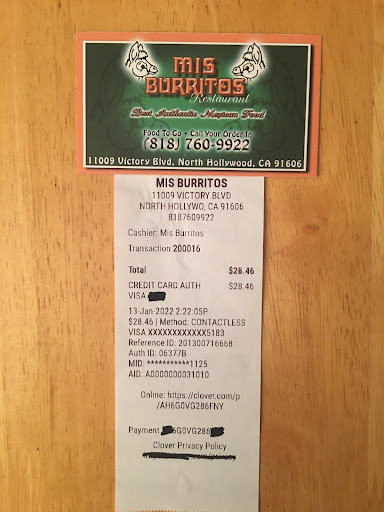 MIS
BURRITOS
Restaurant
Best Authentic Mexican Food
Food To Go • Call Your Order In
(818) 760-9922
11009 Victory Blvd. North Hollywood, CA 91606
MIS BURRITOS
11009 VICTORY BLVD
NORTH HOLLYWO, CA 91606
8187609922
Cashier: Mis Burritos
Transaction 200016
Total $28.46
CREDIT CARD AUTH $28.46
VISA
13-Jan-2022 2:22:05P
$28.46 | Method: CONTACTLESS
VISA XXXXXXXXXXXX5183
Reference ID: 201300716668
Auth ID: 06377B
MID: ***********1125
AID: A0000000031010
Online: https://clover.com/p
/AH6G0VG286FNY
Payment 6G0VG286
Clover Privacy Policy